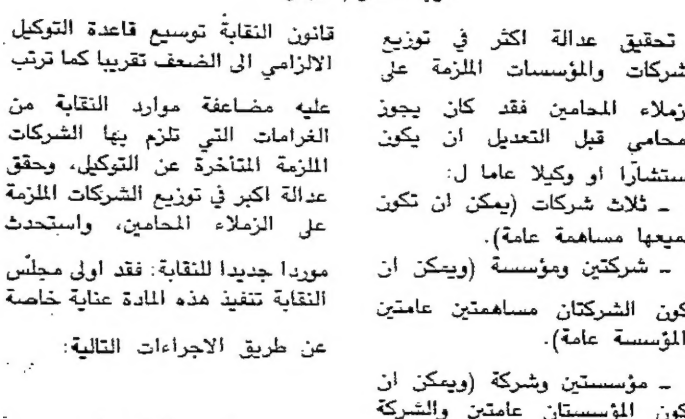 تحقيق عدالة اكثر في توزيع
شركات والمؤسسات الملزمة على
زملاء المحامين فقد كان يجوز
محامي قبل التعديل ان يكون
ستشارا او وكيلا عاما ل:
ـ ثلاث شركات (يمكن ان تكون
ميعها مساهمة عامة).
ـ شركتين ومؤسسة (ويمكن ان
كون الشركتان مساهمتين عامتين
المؤسسة عامة).
ـ مؤسستين وشركة (ويمكن ان
كون المؤسستان عامتين والشركة
قانون النقابة توسيع قاعدة التوكيل
الالزامي الى الضعف تقريبا كما ترتب
عليه مضاعفة موارد النقابة من
الغرامات التي تلزم بها الشركات
الملزمة المتأخرة عن التوكيل، وحقق
عدالة اكبر في توزيع الشركات الملزمة
على الزملاء المحامين، واستحدث
موردا جديدا للنقابة: فقد اولى مجلس
النقابة تنفيذ هذه المادة عناية خاصة
عن طريق الاجراءات التالية: